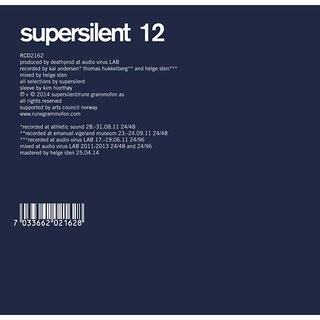 supersilent 12
RCD2162
produced by deathprod at audio virus LAB
recorded by kai andersen* thomas hukkelberg** and helge sten***
mixed by helge sten
all selections by supersilent
sleeve by kim hiorthøy
℗ + © 2014 supersilent/rune grammofon as
all rights reserved
supported by arts council norway
www.runegrammofon.com
*recorded at athletic sound 28.-31.08.11 24/48
**recorded at emanuel vigeland museum 23.-24.09.11 24/48
***recorded at audio virus LAB 17.-19.06.11 24/96
mixed at audio virus LAB 2011-2013 24/48 and 24/96
mastered by helge sten 25.04.14
7 033662 021628